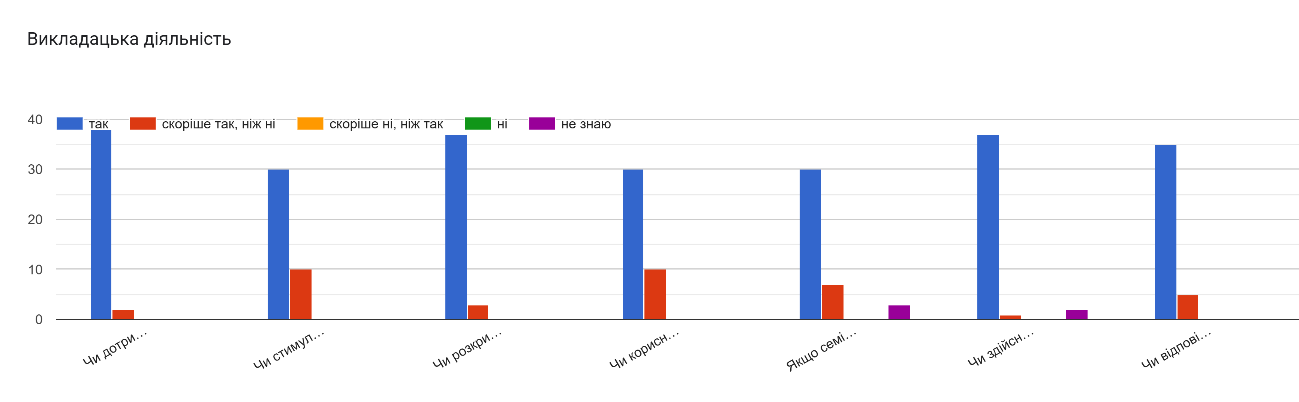 Викладацька діяльність
40
так
скоріше так, ніж ні
скоріше ні, ніж так
ні
не знаю
30
20
10
0
Чи дотри…
Чи стимул…
Чи розкри…
Чи корисн…
Якщо семі…
Чи здійсн…
Чи відпові…